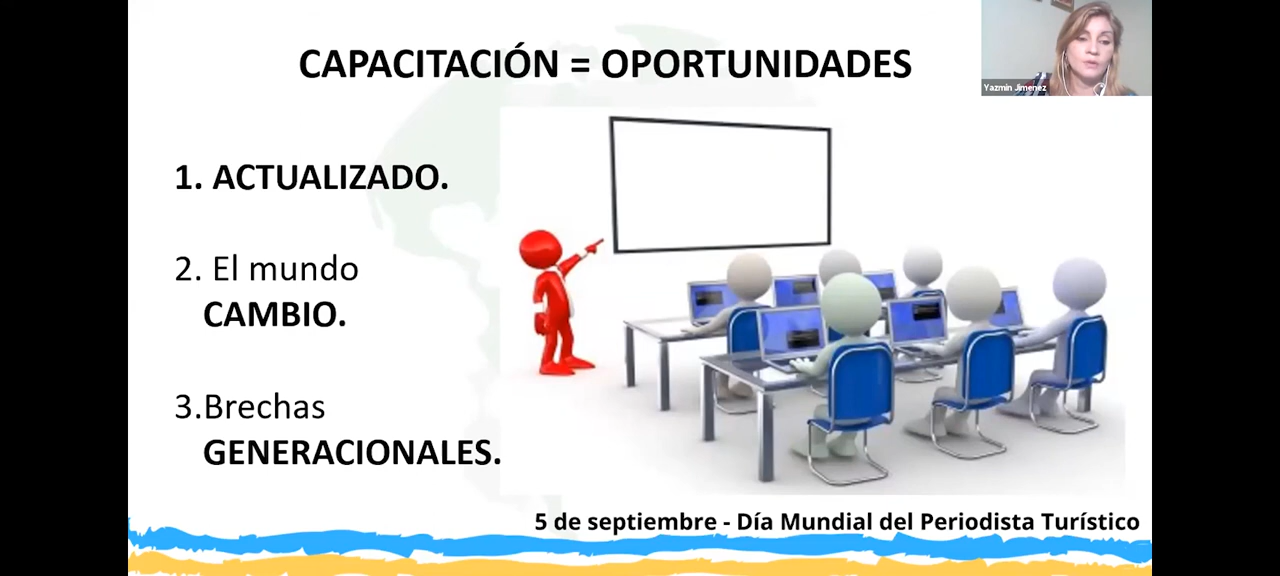 CAPACITACIÓN = OPORTUNIDADES
Yazmin Jimenez
1. ACTUALIZADO.
2. El mundo
CAMBIO.
3.Brechas
GENERACIONALES.
5 de septiembre - Día Mundial del Periodista Turístico